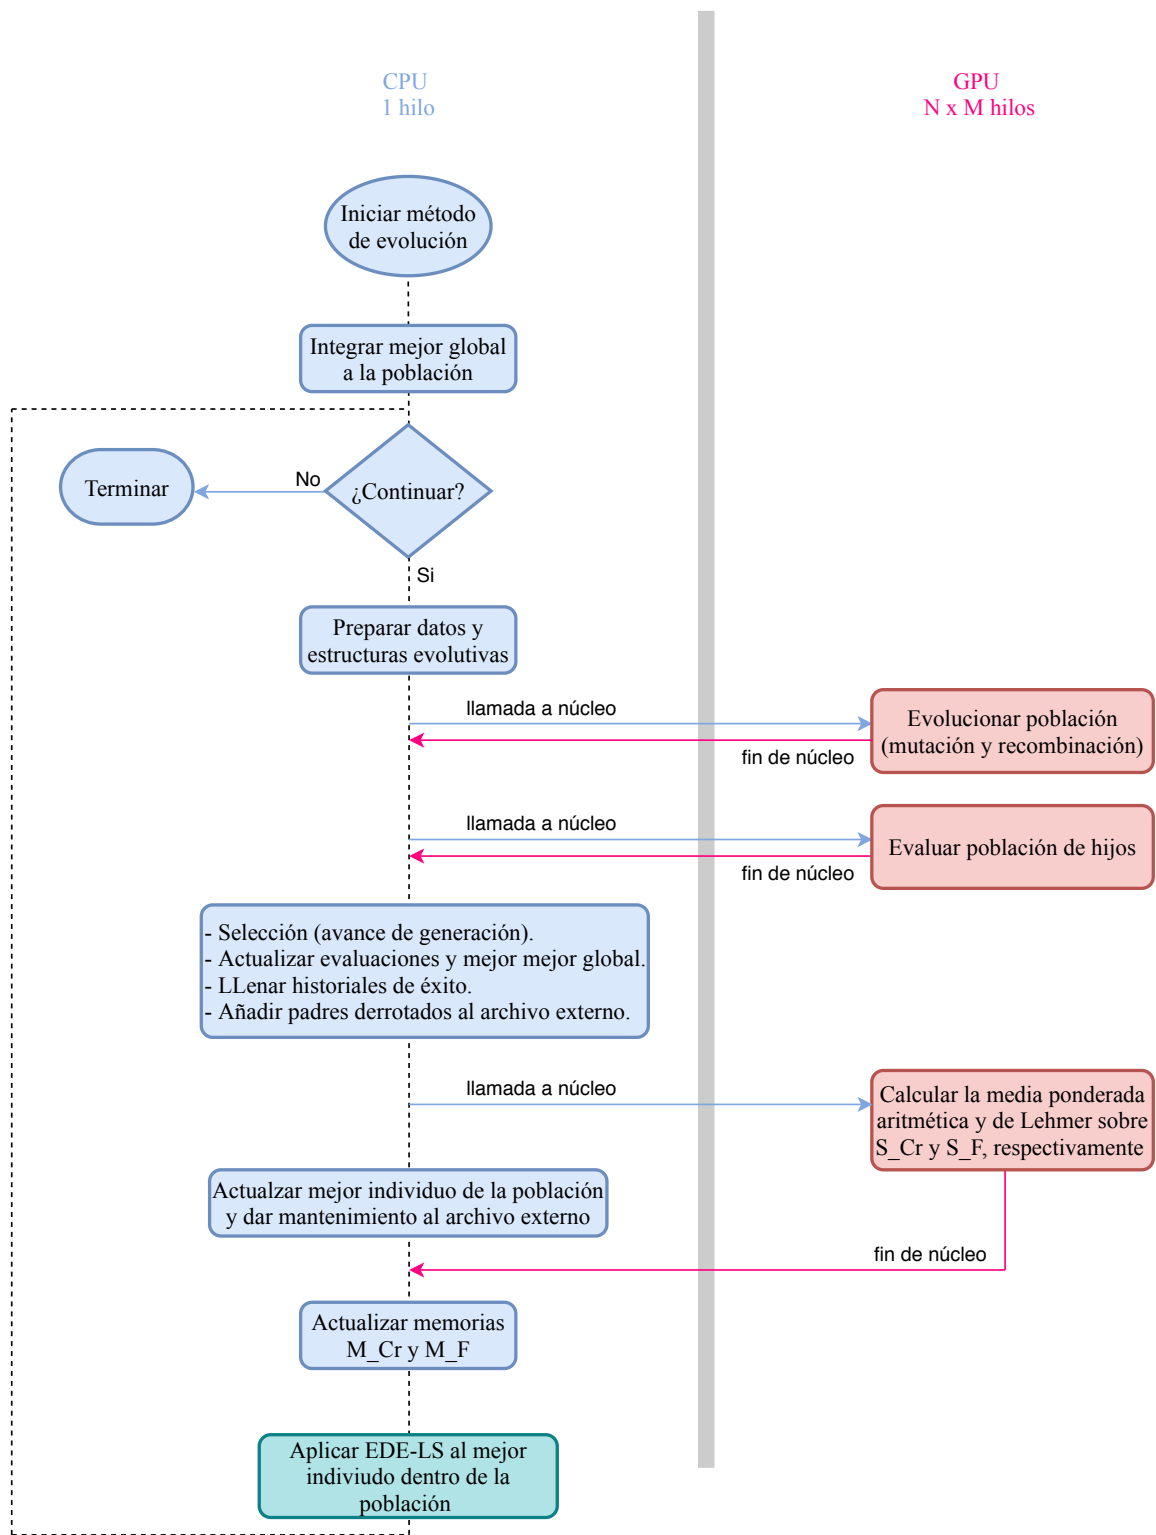 CPU
1 hilo
GPU
N x M hilos
Iniciar método
de evolución
Integrar mejor global
a la población
¿Continuar?
No
Terminar
Si
Preparar datos y
estructuras evolutivas
llamada a núcleo
Evolucionar población
(mutación y recombinación)
fin de núcleo
llamada a núcleo
Evaluar población de hijos
fin de núcleo
- Selección (avance de generación).
- Actualizar evaluaciones y mejor mejor global.
- LLenar historiales de éxito.
- Añadir padres derrotados al archivo externo.
llamada a núcleo
Calcular la media ponderada
aritmética y de Lehmer sobre
S_Cr y S_F, respectivamente
Actualzar mejor individuo de la población
y dar mantenimiento al archivo externo
fin de núcleo
Actualizar memorias
M_Cr y M_F
Aplicar EDE-LS al mejor
indiviudo dentro de la
población